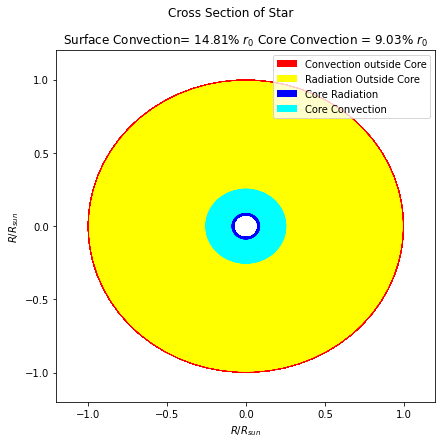 Cross Section of Star
Surface Convection= 14.81% r₀ Core Convection = 9.03% r₀
Convection outside Core
Radiation Outside Core
Core Radiation
Core Convection
1.0
0.5
0.0
−0.5
−1.0
R/Rsun
−1.0 −0.5 0.0 0.5 1.0
R/Rsun